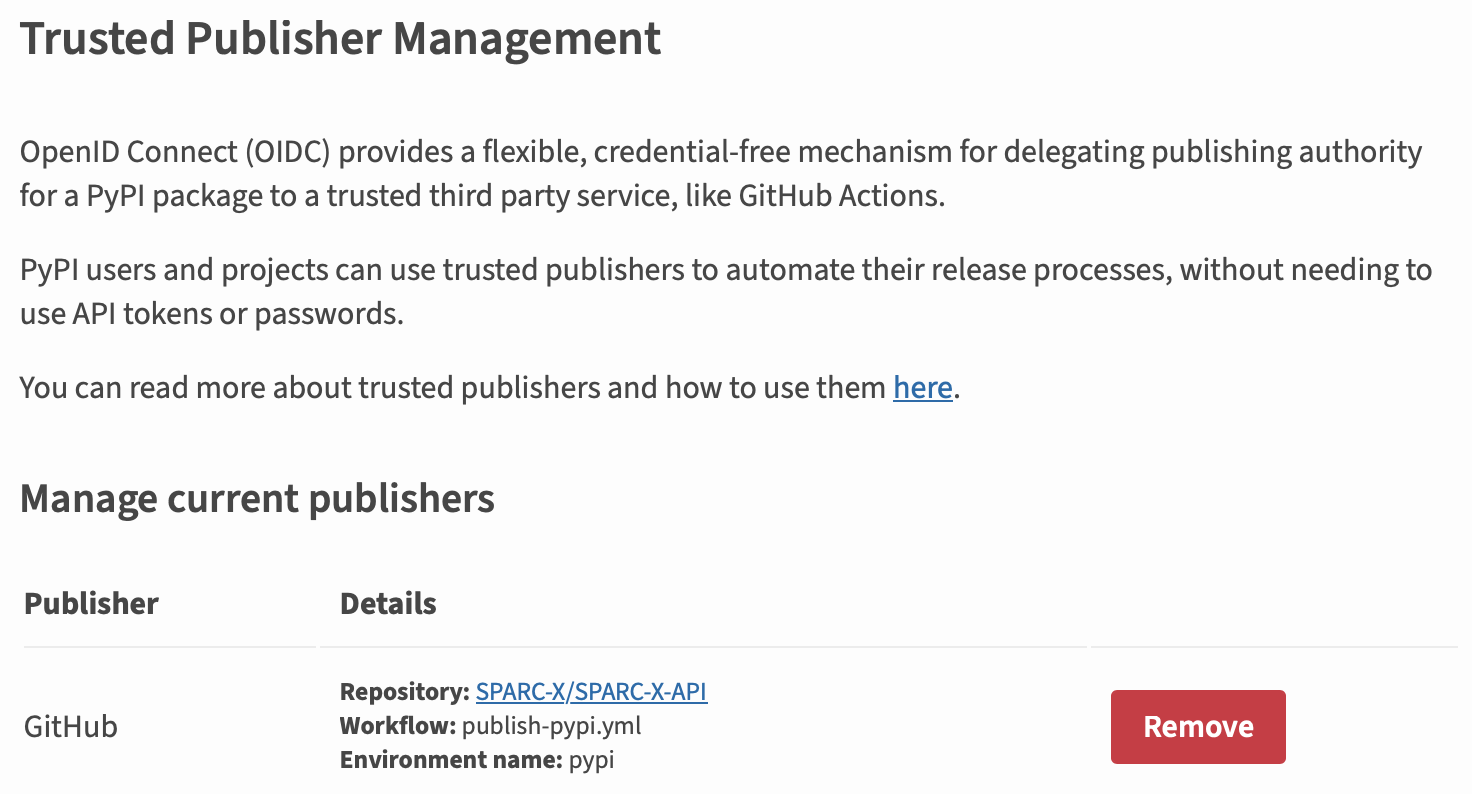 Trusted Publisher Management
OpenID Connect (OIDC) provides a flexible, credential-free mechanism for delegating publishing authority
for a PyPI package to a trusted third party service, like GitHub Actions.
PyPI users and projects can use trusted publishers to automate their release processes, without needing to
use API tokens or passwords.
You can read more about trusted publishers and how to use them here.
Manage current publishers
Publisher Details
Repository: SPARC-X/SPARC-X-API
GitHub Workflow: publish-pypi.yml Remove
Environment name: pypi